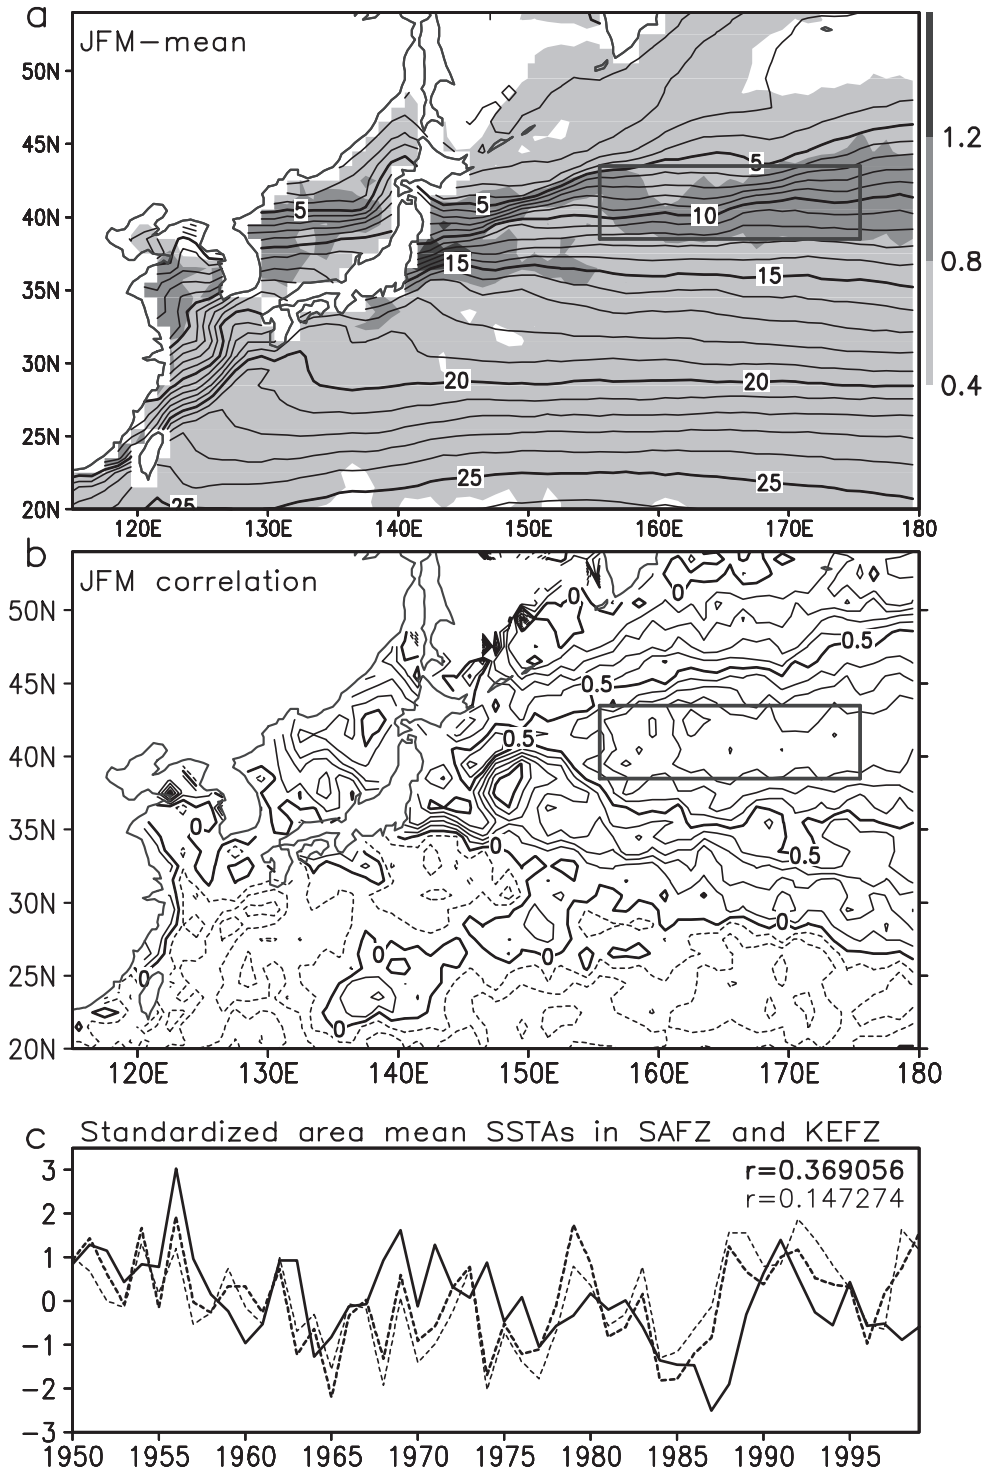 a
JFM-mean
50N
45N
40N
35N
30N
25N
20N
5
5
5
10
15
15
20
20
25
25
25
1.2
0.8
0.4
120E 130E 140E 150E 160E 170E 180
b
JFM correlation
50N
45N
40N
35N
30N
25N
20N
0
0
0.5
0.5
0.5
0
0
0.5
0
0
0
0
0
120E 130E 140E 150E 160E 170E 180
c
Standardized area mean SSTAs in SAFZ and KEFZ
r=0.369056
r=0.147274
3
2
1
0
-1
-2
-3
1950 1955 1960 1965 1970 1975 1980 1985 1990 1995